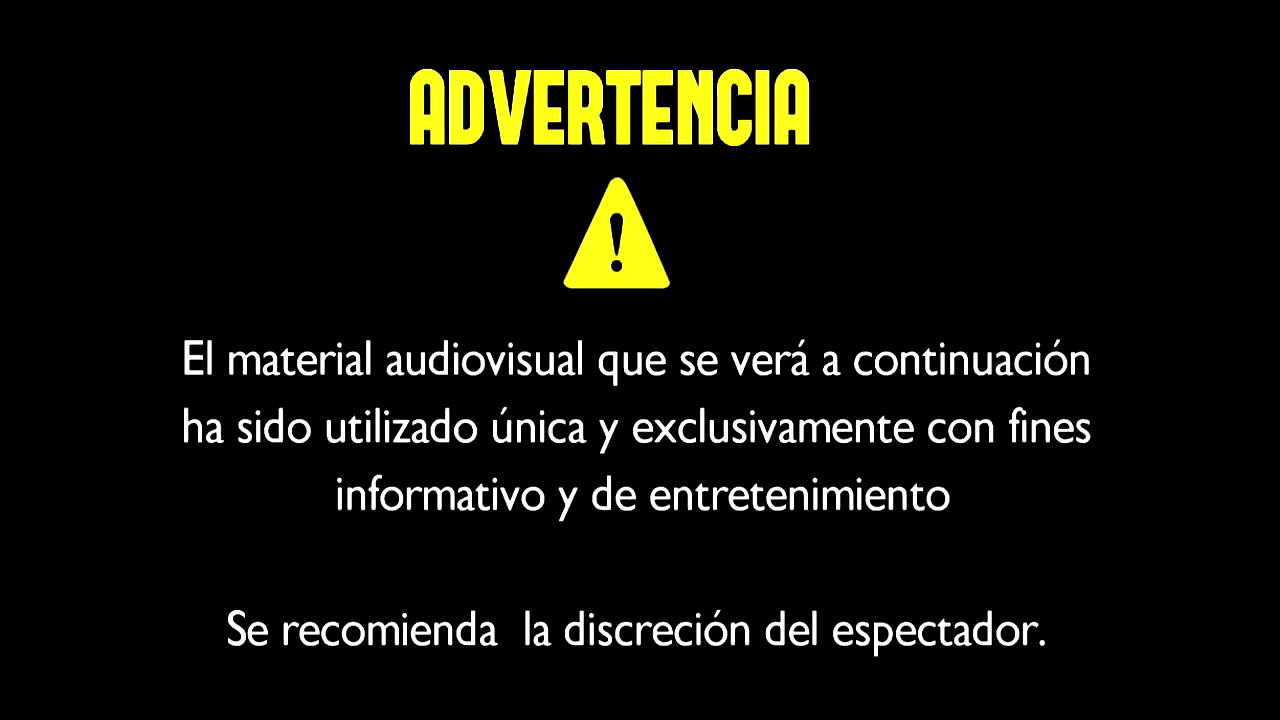 ADVERTENCIA
!
El material audiovisual que se verá a continuación
ha sido utilizado única y exclusivamente con fines
informativo y de entretenimiento
Se recomienda  la discreción del espectador.